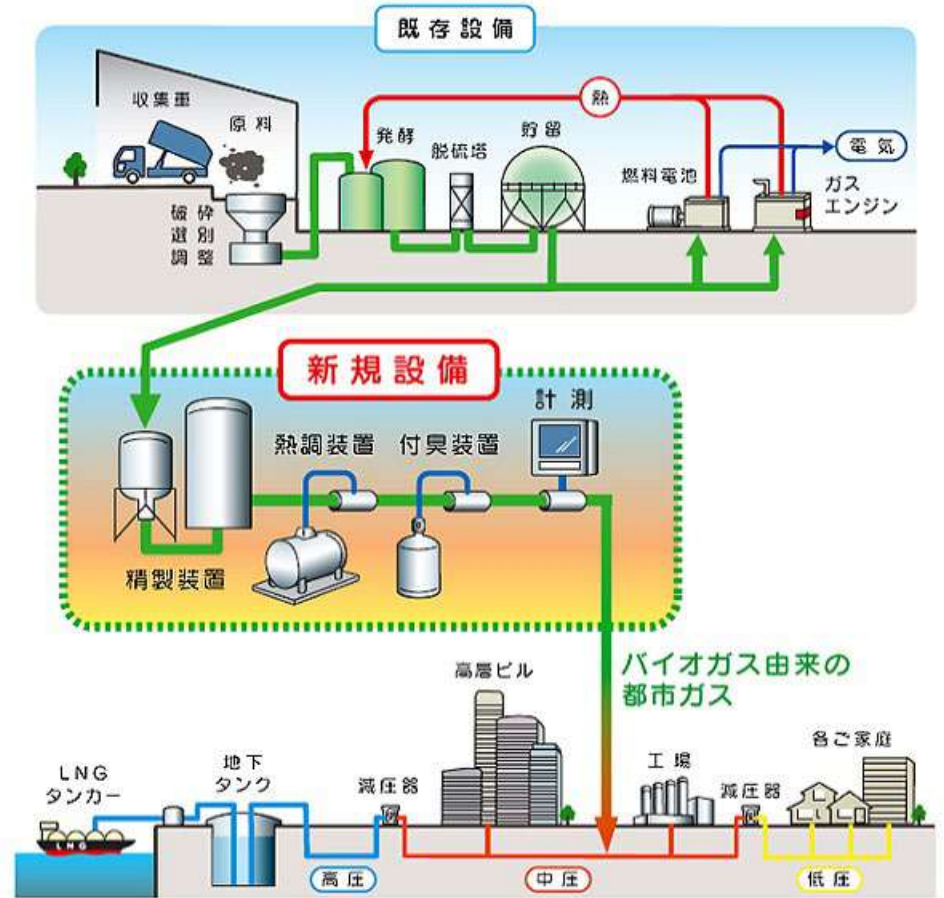 既存設備
収集車
原料
破砕
選別
調整
発酵
脱硫塔
貯留
熱
燃料電池
ガス
エンジン
電気
新規設備
精製装置
熱調装置
付臭装置
計測
バイオガス由来の
都市ガス
LNG
タンカー
LNG
地下
タンク
減圧器
高層ビル
工場
減圧器
各ご家庭
高圧
中圧
低圧